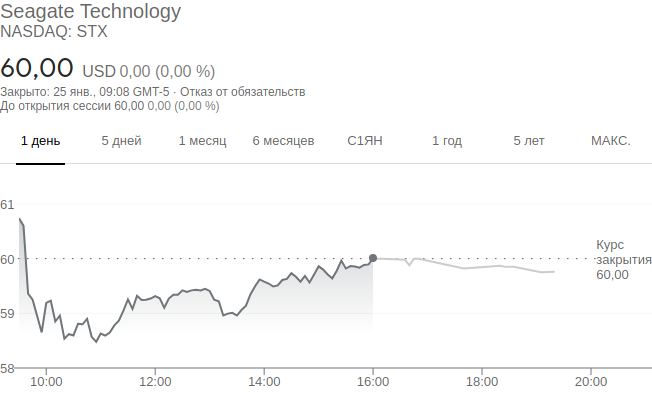 Seagate Technology
NASDAQ: STX
60,00 USD 0,00 (0,00 %)
Закрыто: 25 янв., 09:08 GMT-5 · Отказ от обязательств
До открытия сессии 60,00 0,00 (0,00 %)
1 день 5 дней 1 месяц 6 месяцев С1ЯН 1 год 5 лет МАКС.
61
60
59
58
Курс
закрытия
60,00
10:00 12:00 14:00 16:00 18:00 20:00